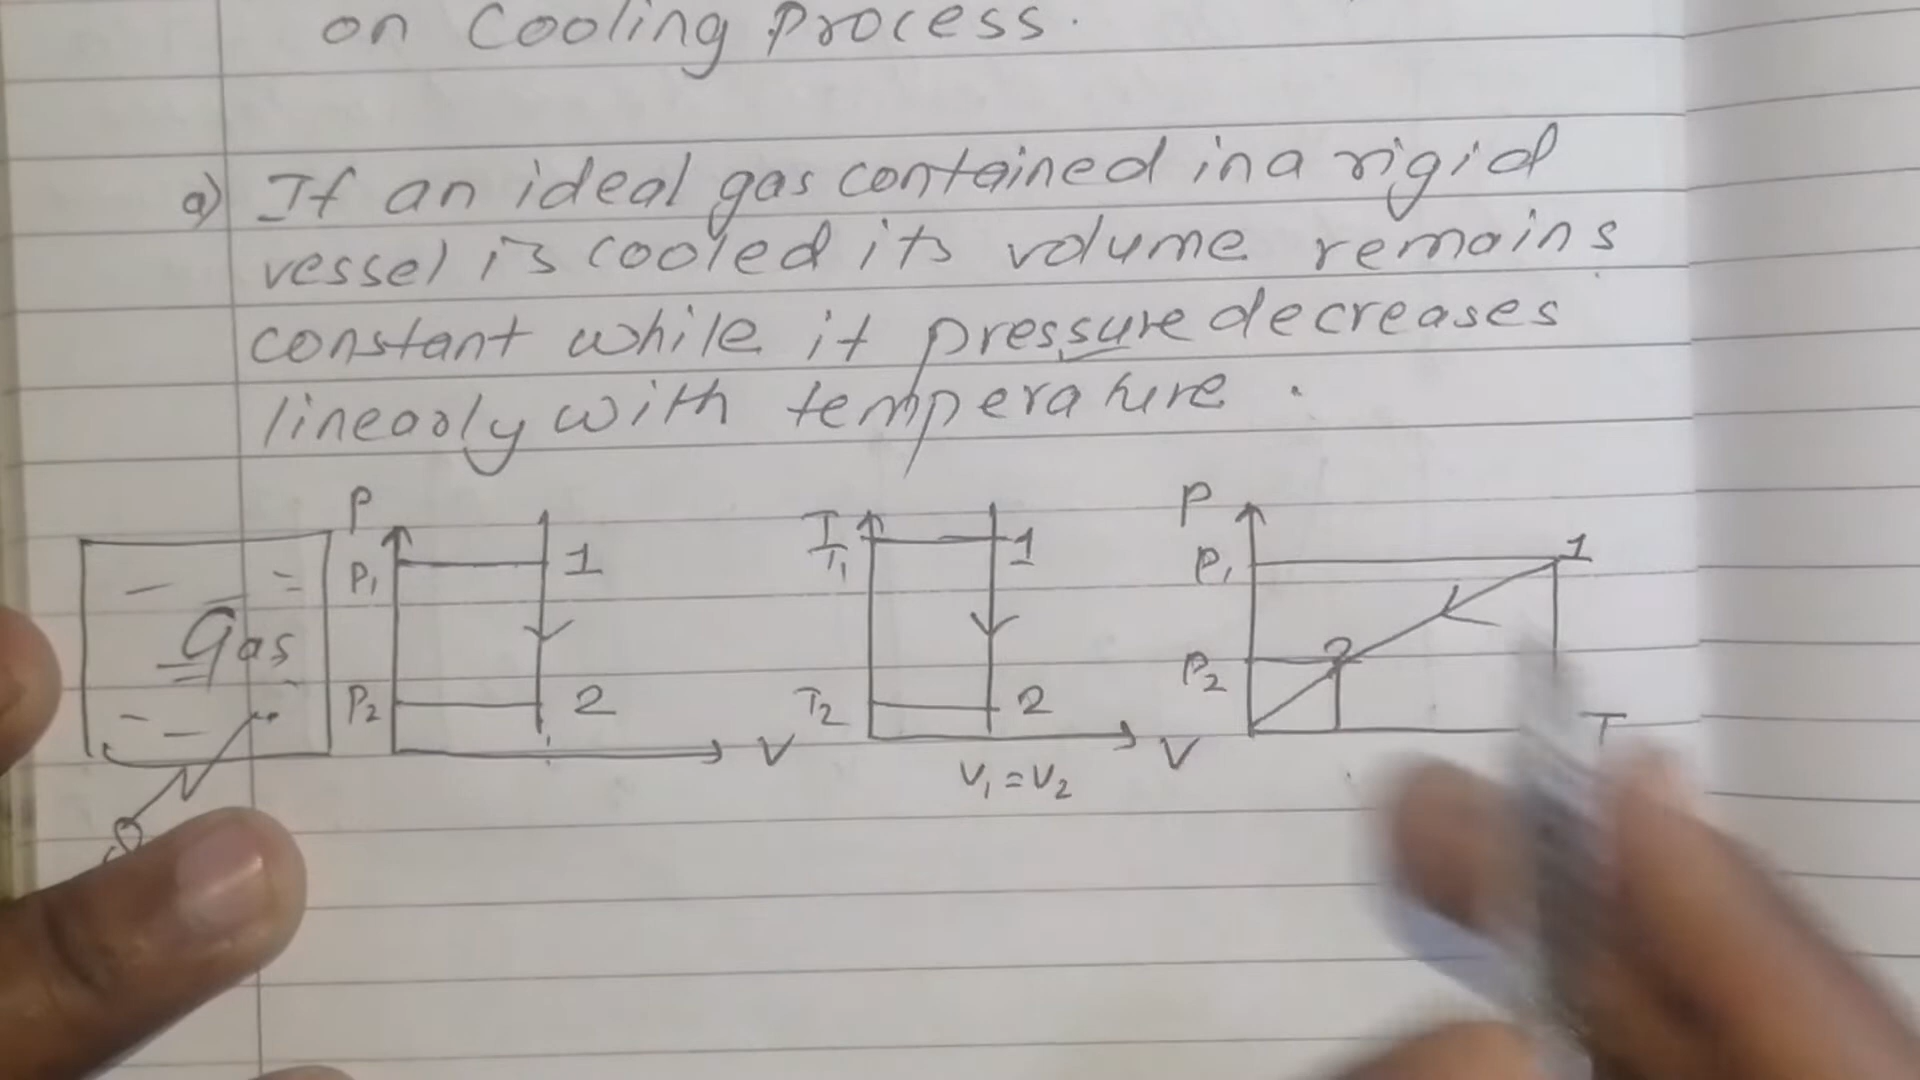 on Cooling process.
a) If an ideal gas contained in a rigid
vessel is cooled its volume remains
constant while it pressure decreases
linearly with temperature.
Gas
P
P₁
P₂
1
2
V
T
T₁
T₂
1
2
V
V₁ = V₂
P
P₁
P₂
1
2
T